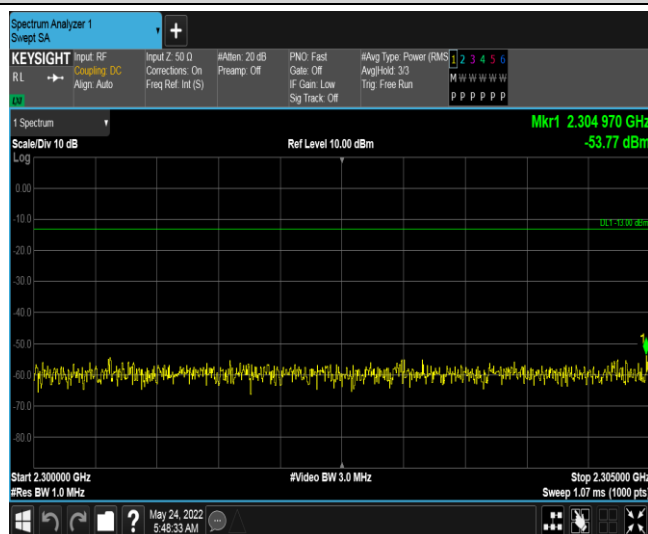 Spectrum Analyzer 1
Swept SA
+
KEYSIGHT
RL
LXI
Input: RF
Coupling: DC
Align: Auto
Input Z: 50 Ω
Corrections: On
Freq Ref: Int (S)
#Atten: 20 dB
Preamp: Off
PNO: Fast
Gate: Off
IF Gain: Low
Sig Track: Off
#Avg Type: Power (RMS
Avg|Hold: 3/3
Trig: Free Run
1 2 3 4 5 6
M W W W W W
P P P P P P
1 Spectrum
Mkr1 2.304 970 GHz
Scale/Div 10 dB
Ref Level 10.00 dBm
-53.77 dBm
Log
0.00
-10.0
DL1 -13.00 dBm
-20.0
-30.0
-40.0
-50.0
1
-60.0
-70.0
-80.0
Start 2.300000 GHz
#Video BW 3.0 MHz
Stop 2.305000 GHz
#Res BW 1.0 MHz
Sweep 1.07 ms (1000 pts)
?
May 24, 2022
5:48:33 AM